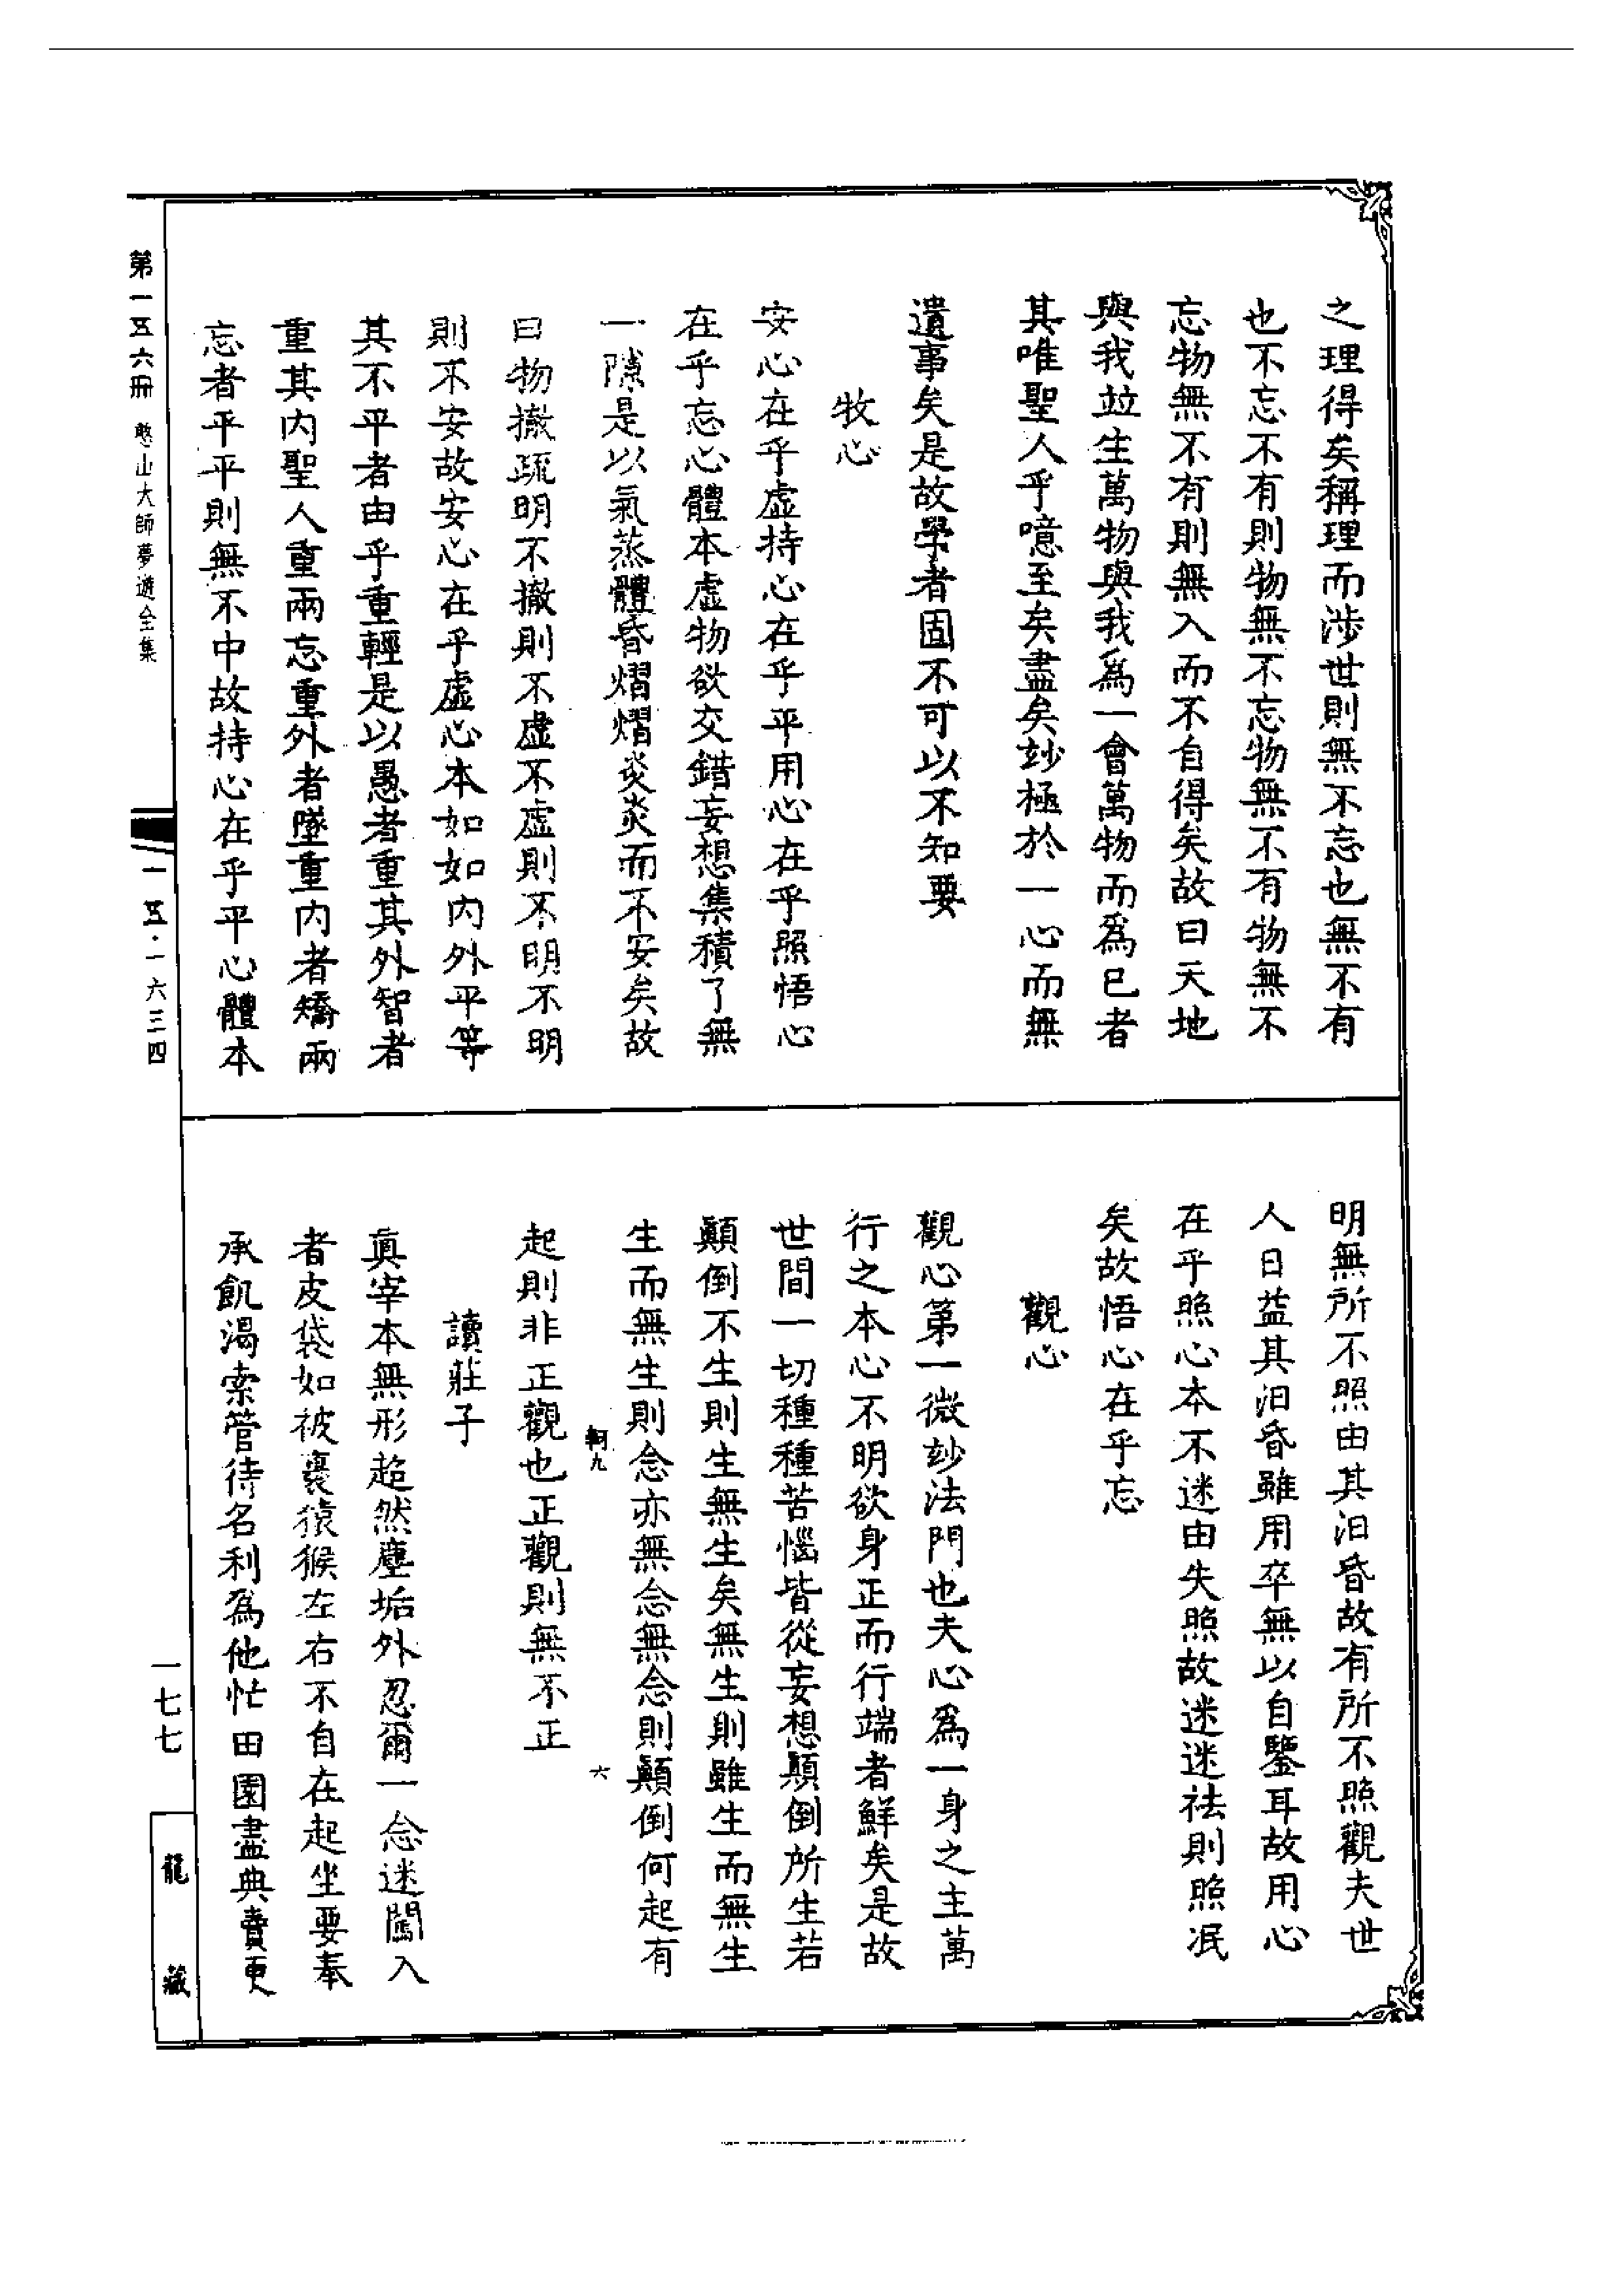 之理得矣稱理而涉世則無不忘也無不有
也不忘不有則物無不忘物無不有物無不
忘物無不有則無入而不自得矣故曰天地
與我竝生萬物與我為一會萬物而為已者
其唯聖人乎噫至矣盡矣玅極於一心而無
遺事矣是故學者固不可以不知要
牧心
安心在乎虛持心在乎平用心在乎照悟心
在乎忘心體本虛物欲交錯妄想集積了無
一隙是以氣蒸體昏熠熠炎炎而不安矣故
曰物撤疏明不撤則不虛不虛則不明不明
則不安故安心在乎虛心本如如內外平等
其不平者由乎重輕是以愚者重其外智者
重其內聖人重兩忘重外者墜重內者矯兩
忘者平平則無不中故持心在乎平心體本
明無所不照由其汨昏故有所不照觀夫世
人日益其汨昏雖用卒無以自鑒耳故用心
在乎照心本不迷由失照故迷迷祛則照泯
矣故悟心在乎忘
觀心
觀心第一微玅法門也夫心為一身之主萬
行之本心不明欲身正而行端者鮮矣是故
世間一切種種苦惱皆從妄想顛倒所生若
顛倒不生則生無生矣無生則雖生而無生
生而無生則念亦無念無念則顛倒何起有
軻九
六
起則非正觀也正觀則無不正
讀莊子
眞宰本無形超然塵垢外忽爾一念迷闖入
者皮袋如被裹猿猴左右不自在起坐要奉
承飢渴索管待名利為他忙田園盡典賣更
第一五六冊 憨山大師夢遊全集
一五·一六三四
一七七
龍藏